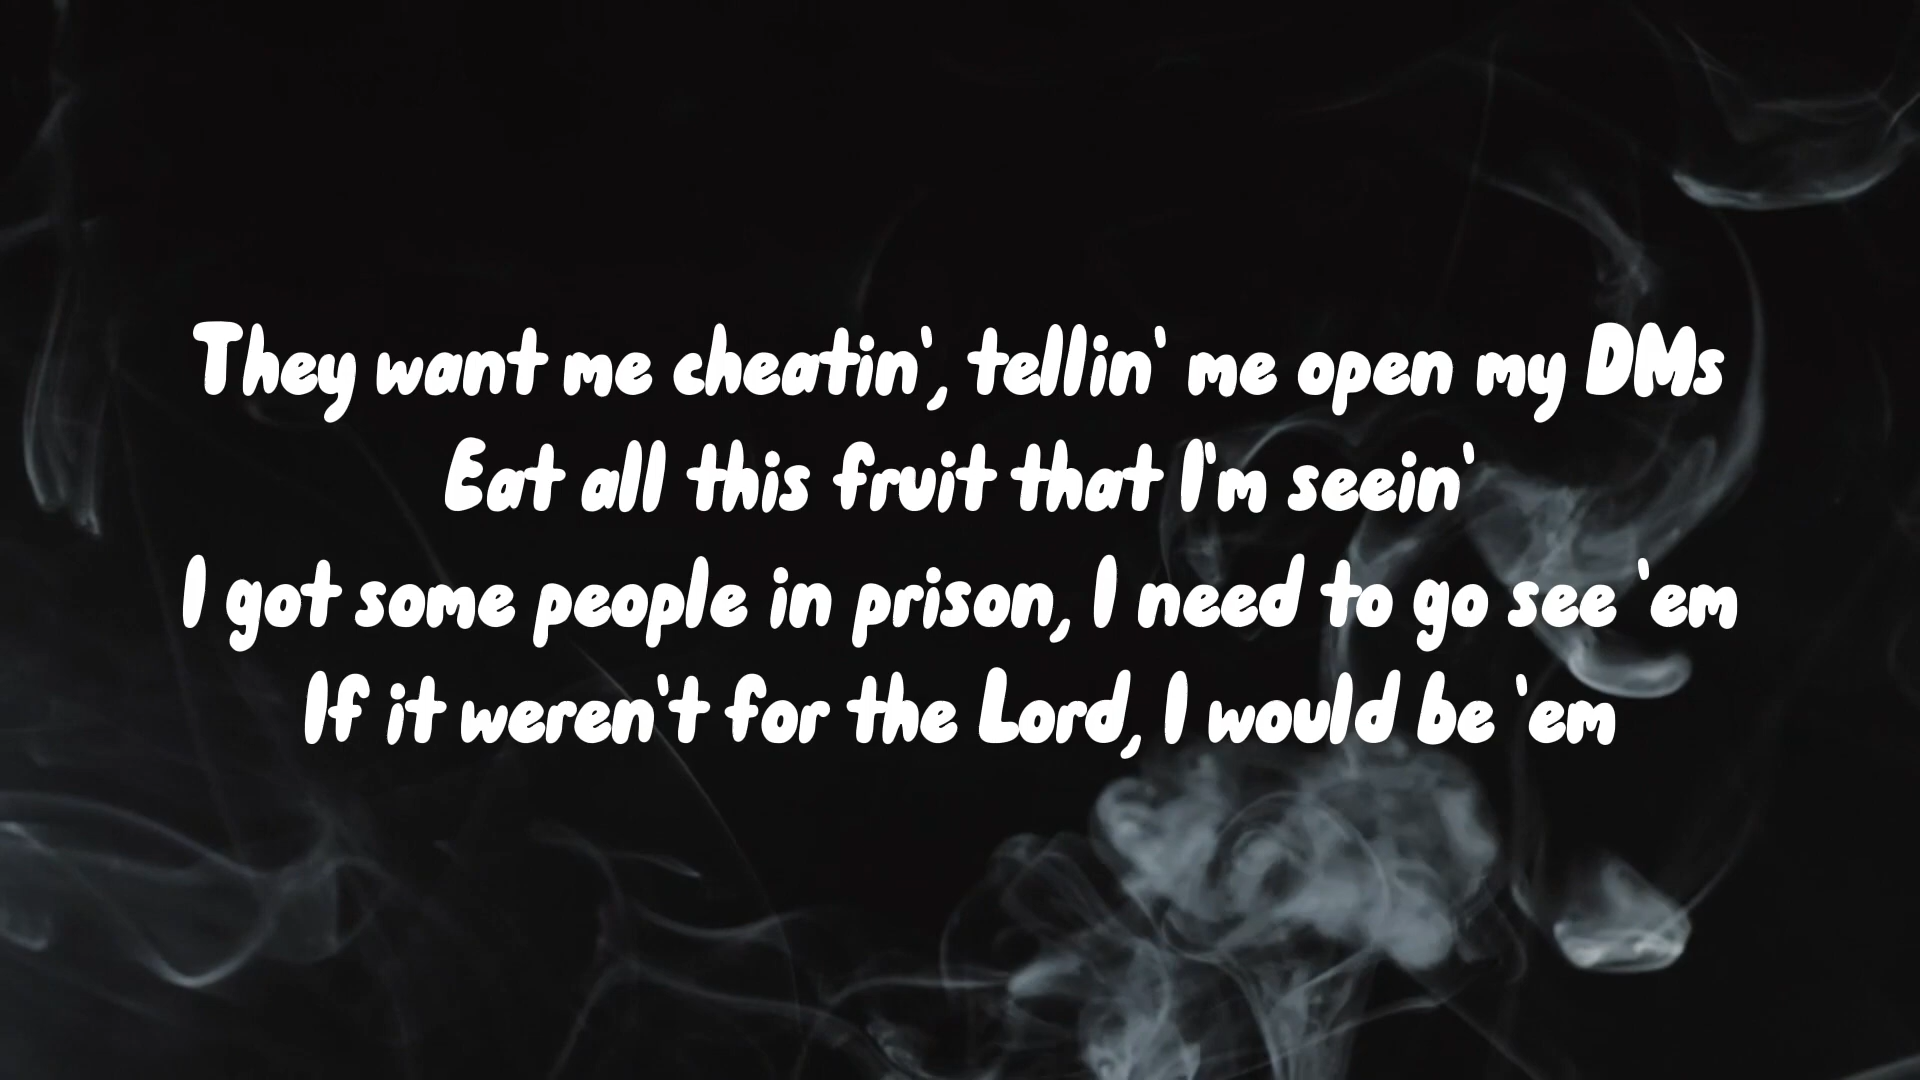 They want me cheatin', tellin' me open my DMs
Eat all this fruit that I'm seein'
I got some people in prison, I need to go see 'em
If it weren't for the Lord, I would be 'em